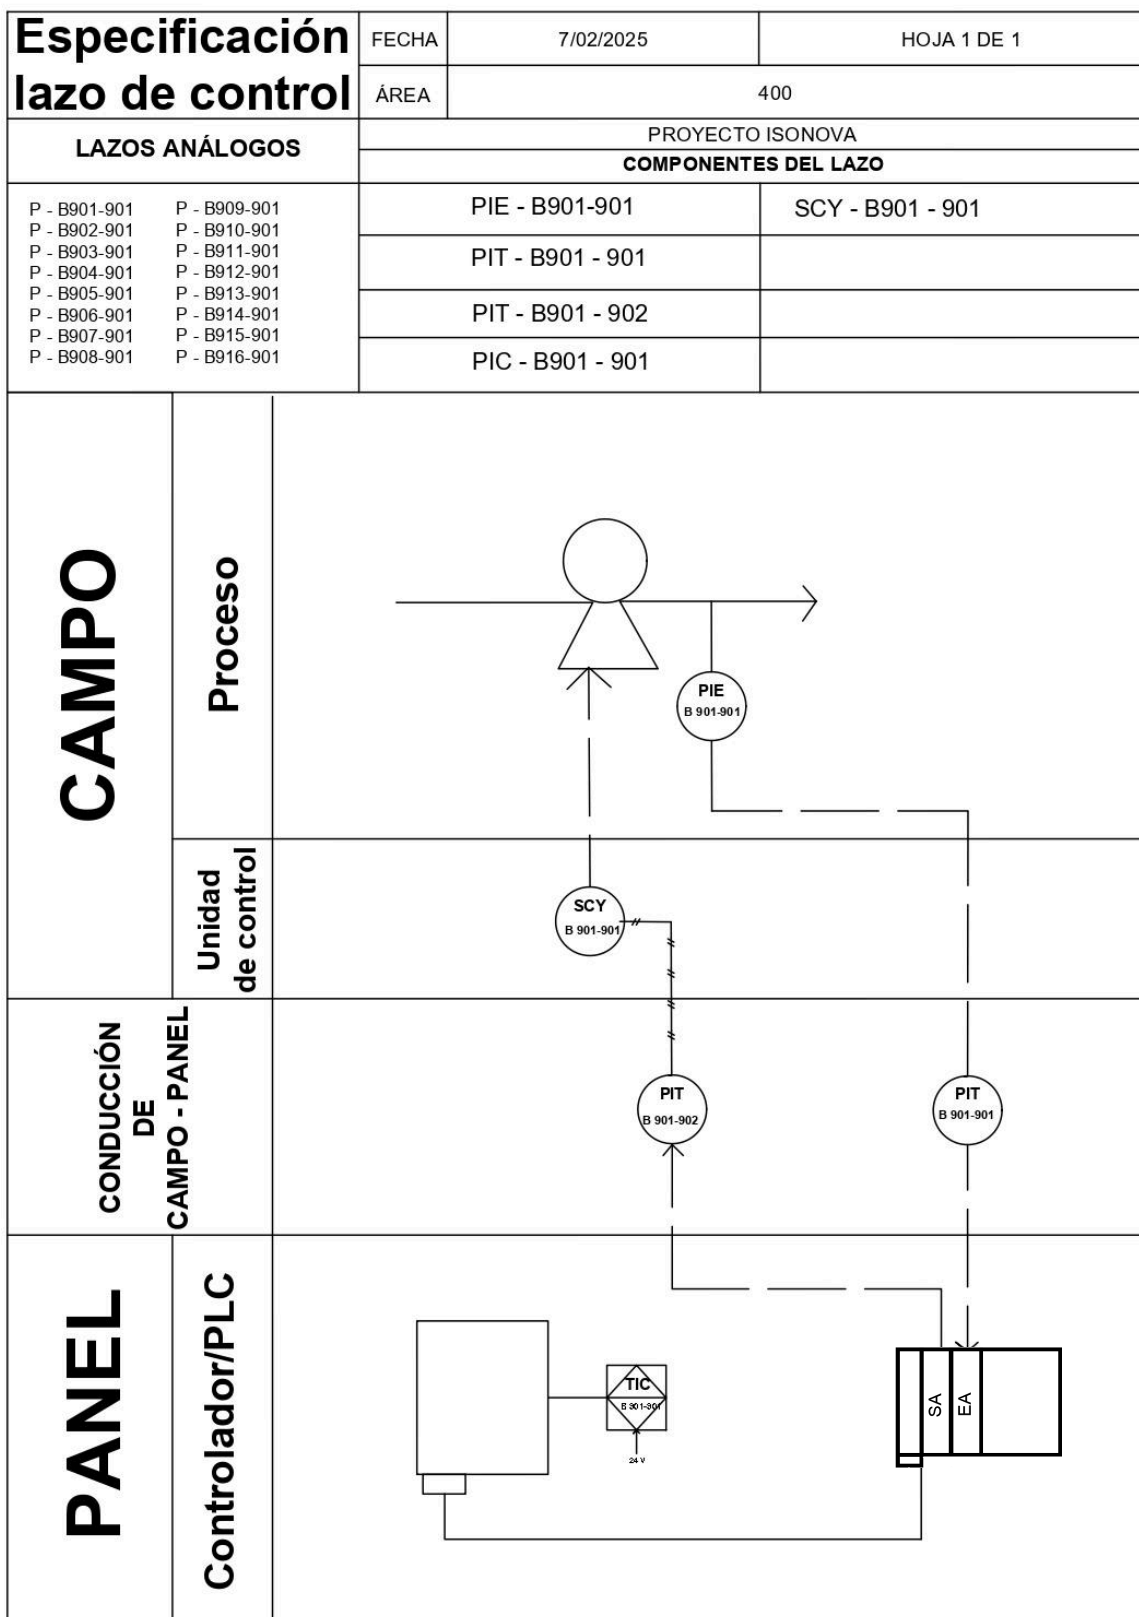 Especificación
lazo de control
FECHA
7/02/2025
HOJA 1 DE 1
ÁREA
400
LAZOS ANÁLOGOS
PROYECTO ISONOVA
COMPONENTES DEL LAZO
P - B901-901 P - B909-901
P - B902-901 P - B910-901
P - B903-901 P - B911-901
P - B904-901 P - B912-901
P - B905-901 P - B913-901
P - B906-901 P - B914-901
P - B907-901 P - B915-901
P - B908-901 P - B916-901
PIE - B901-901
SCY - B901 - 901
PIT - B901 - 901
PIT - B901 - 902
PIC - B901 - 901
CAMPO
Proceso
PIE
B 901-901
Unidad
de control
SCY
B 901-901
CONDUCCIÓN
DE
CAMPO - PANEL
PIT
B 901-902
PIT
B 901-901
PANEL
Controlador/PLC
TIC
24 V
SA
EA